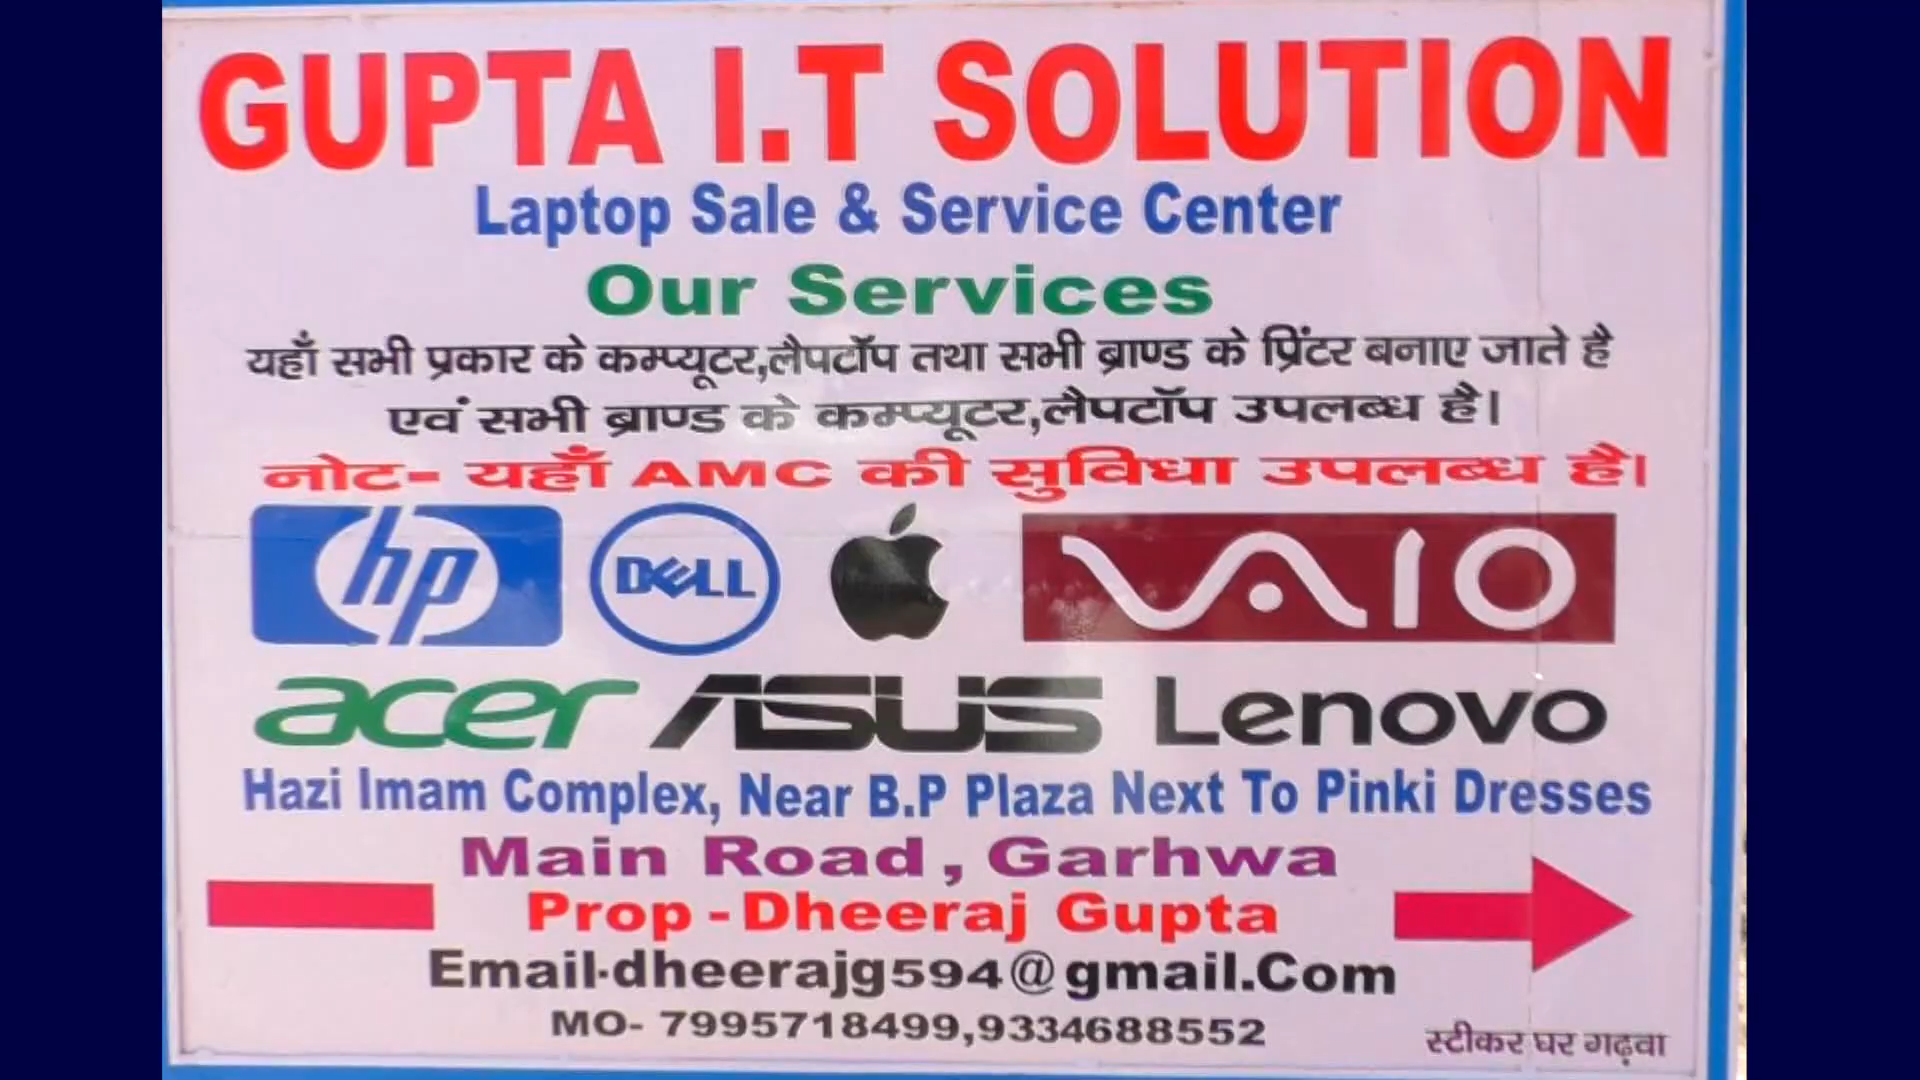 GUPTA I.T SOLUTION
Laptop Sale & Service Center
Our Services
यहाँ सभी प्रकार के कम्प्यूटर,लैपटॉप तथा सभी ब्राण्ड के प्रिंटर बनाए जाते है
एवं सभी ब्राण्ड के कम्प्यूटर,लैपटॉप उपलब्ध है।
नोट- यहाँ AMC की सुविधा उपलब्ध है।
hp DELL VAIO
acer ASUS Lenovo
Hazi Imam Complex, Near B.P Plaza Next To Pinki Dresses
Main Road, Garhwa
Prop - Dheeraj Gupta
Email-dheerajg594@gmail.Com
MO- 7995718499,9334688552
स्टीकर घर गढ़वा